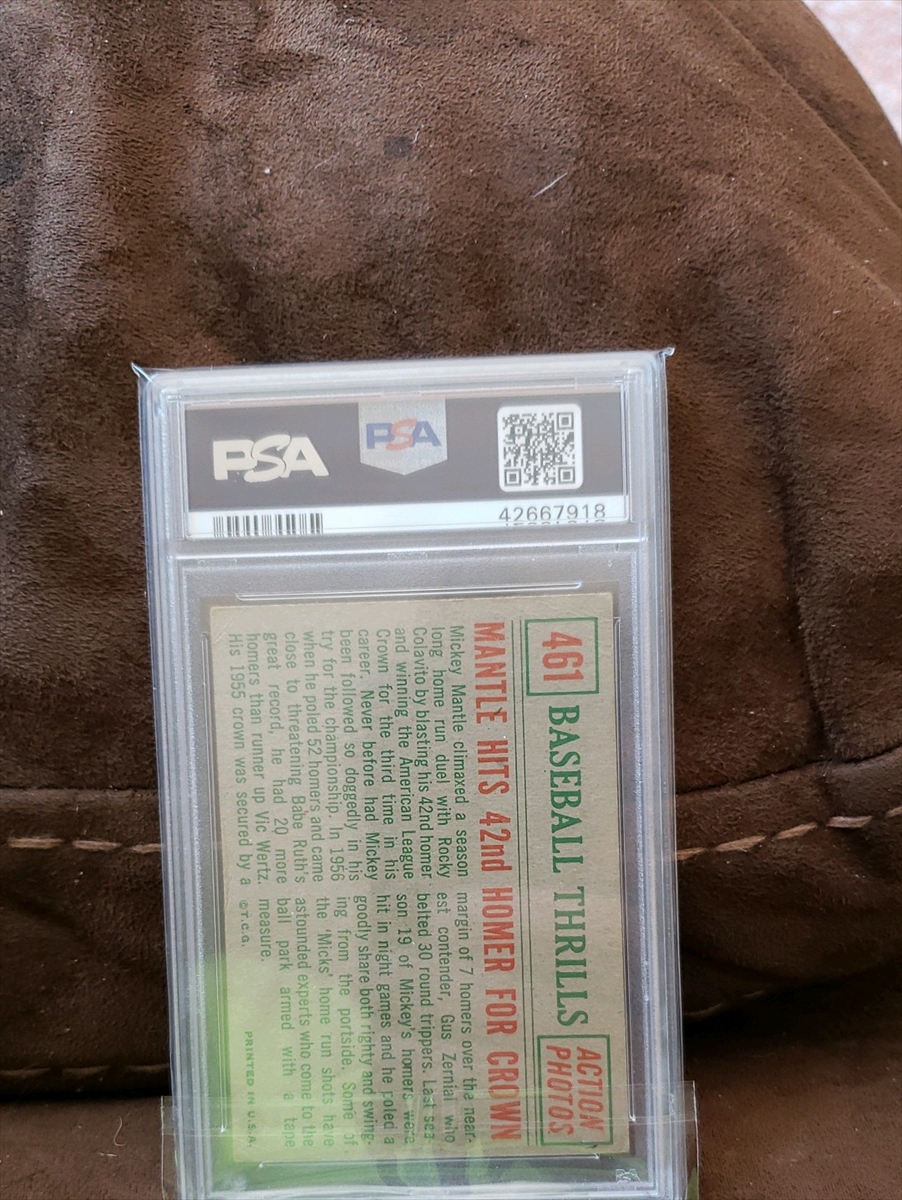 PSA
PSA
42667918
461 BASEBALL THRILLS ACTION PHOTOS
MANTLE HITS 42nd HOMER FOR CROWN
Mickey Mantle climaxed a season
long home run duel with Rocky
Colavito by blasting his 42nd homer
and winning the American League
Crown for the third time in his
career. Never before had Mickey
been followed so doggedly in his
try for the championship. In 1956
when he poled 52 homers and came
close to threatening Babe Ruth's
great record, he had 20 more
homers than runner up Vic Wertz.
His 1955 crown was secured by a
margin of 7 homers over the near-
est contender, Gus Zernial who
belted 30 round trippers. Last sea-
son 19 of Mickey's homers were
hit in night games and he poled a
goodly share both righty and swing-
ing from the portside. Some of
the 'Micks' home run shots have
astounded experts who come to the
ball park armed with a tape
measure.
©T.C.G.
PRINTED IN U.S.A.